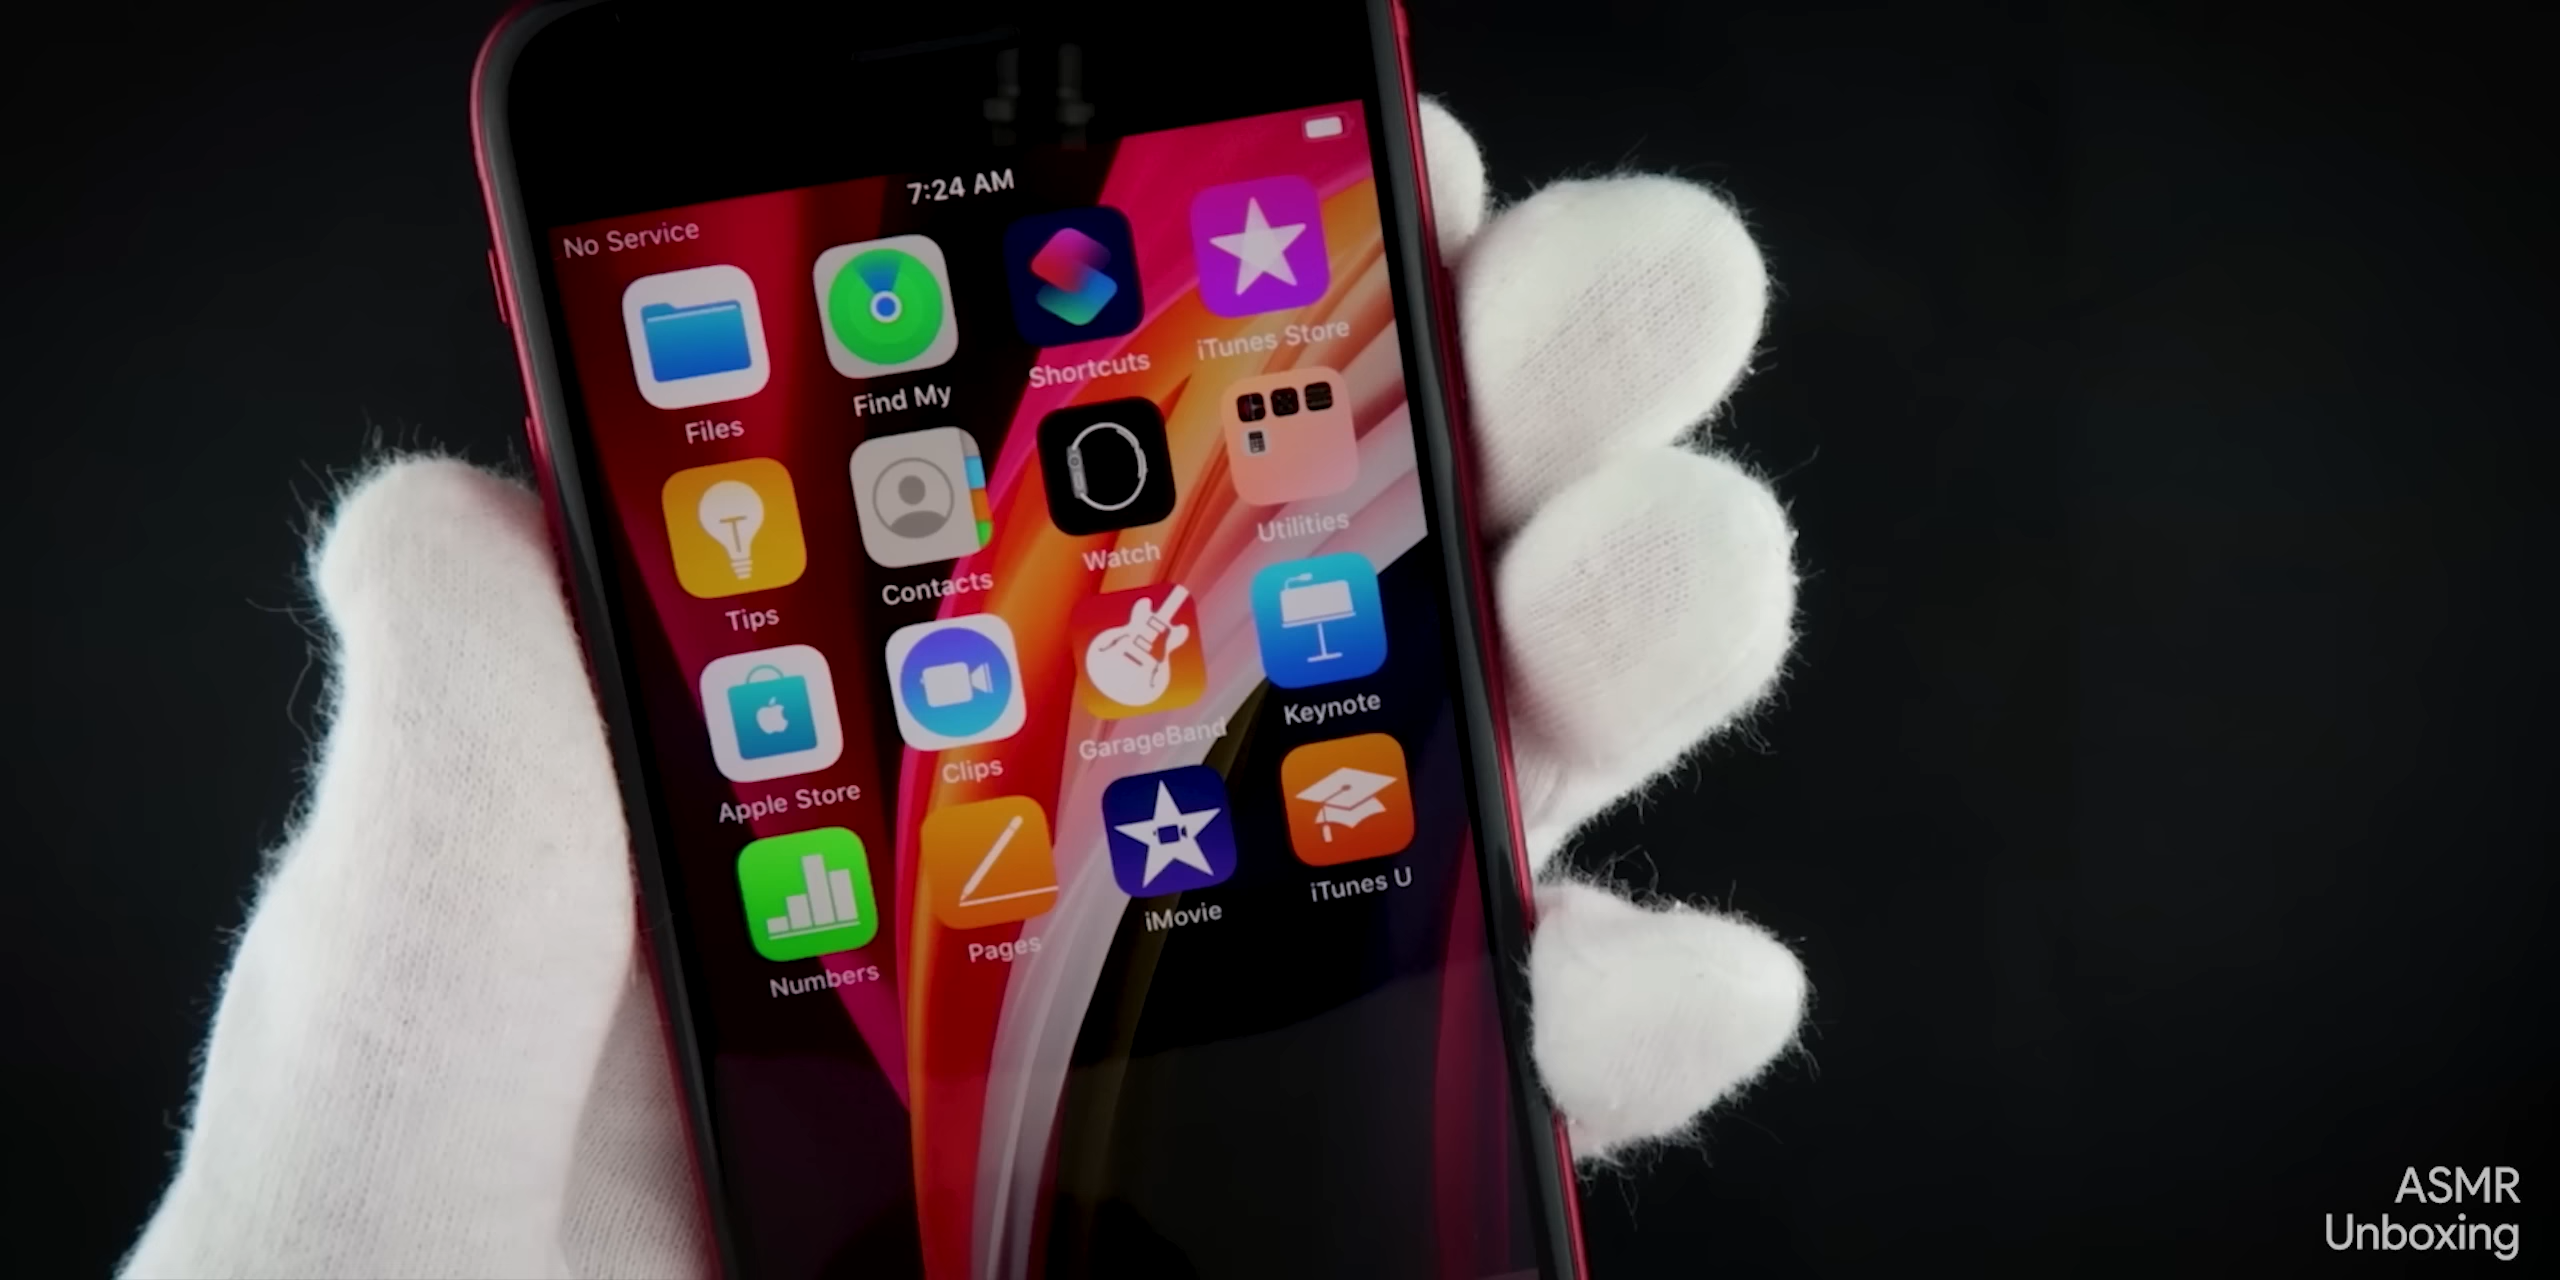 7:24 AM
No Service
Files
Find My
Shortcuts
iTunes Store
Tips
Contacts
Watch
Utilities
Apple Store
Clips
GarageBand
Keynote
Numbers
Pages
iMovie
iTunes U
ASMR
Unboxing